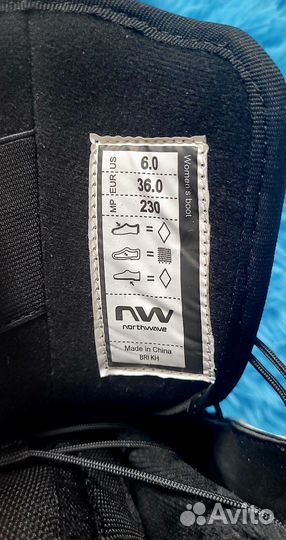 US 6.0
EUR 36.0
MP 230
Women's boot
=
=
=
nw
northwave
Made in China
BRI KH
Avito